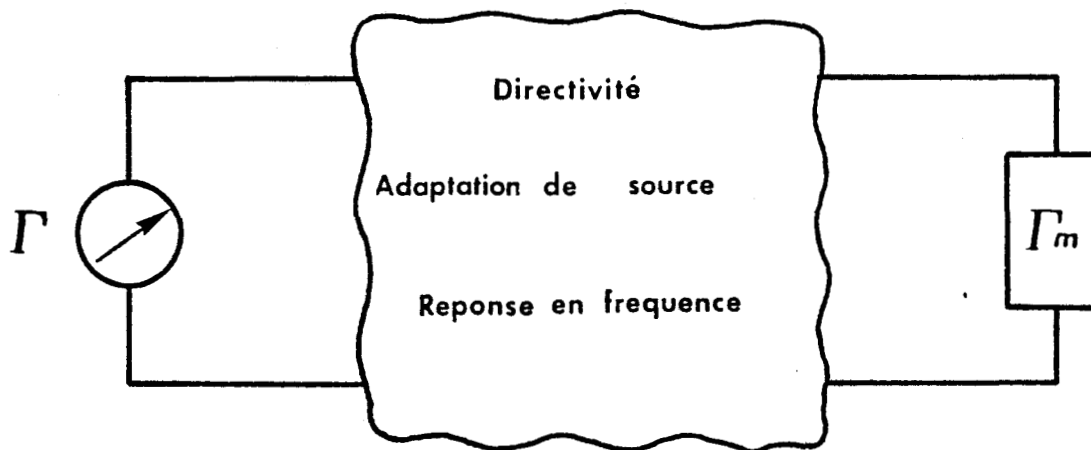 Directivité
Adaptation de source
Γ
Γm
Reponse en frequence